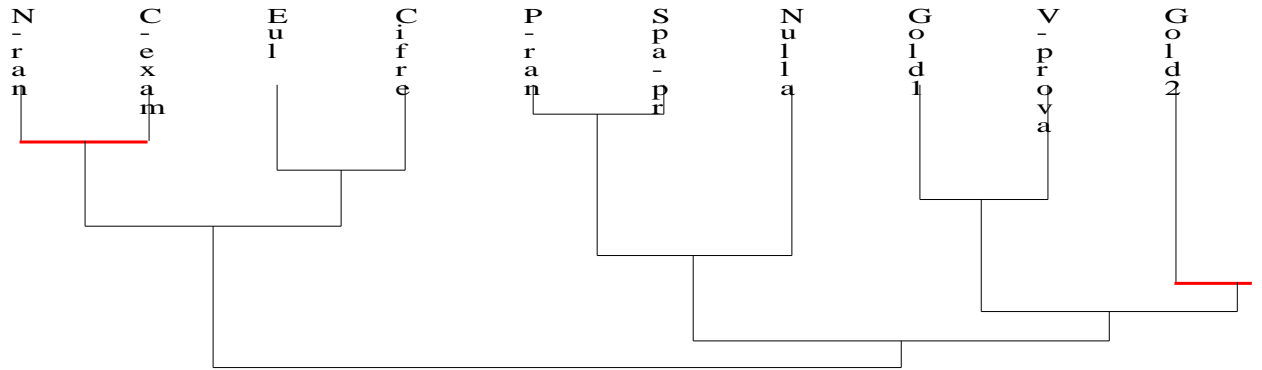 N-ran
C-exam
Eul
Cifre
P-ran
Spa-pr
Nulla
Gold1
V-prova
Gold2